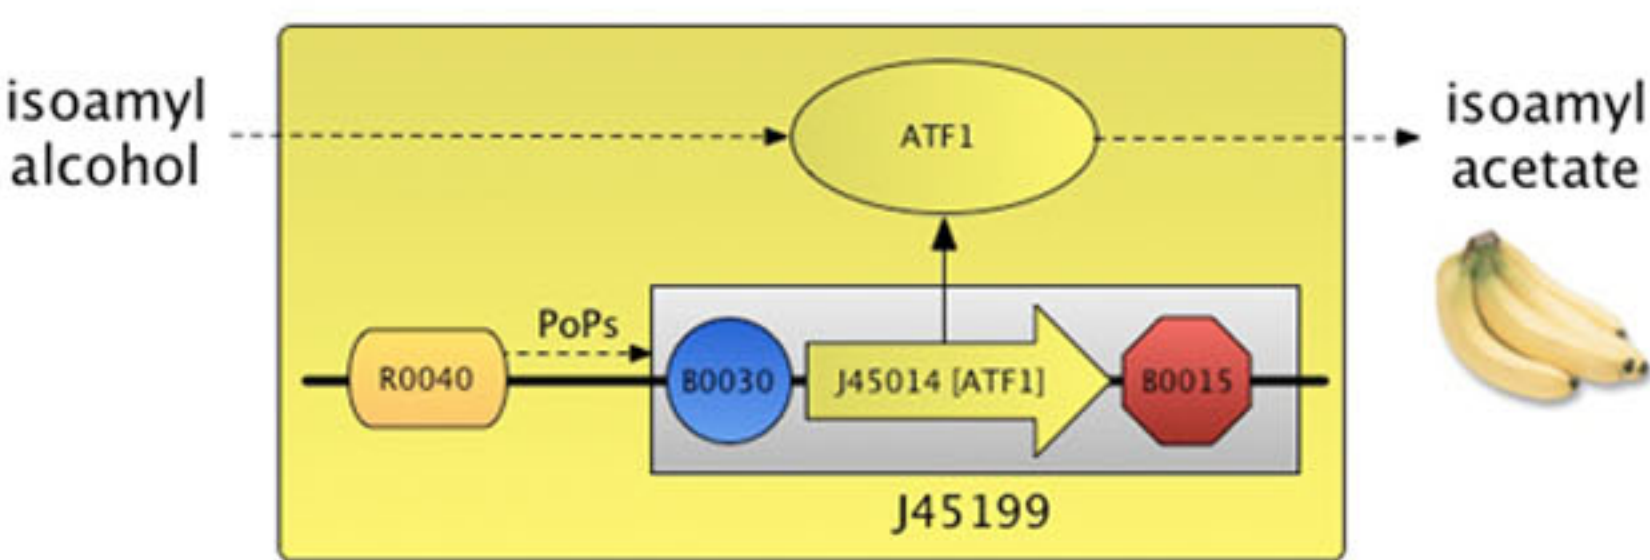 isoamyl
alcohol
ATF1
isoamyl
acetate
PoPs
R0040
B0030
J45014 [ATF1]
B0015
J45199